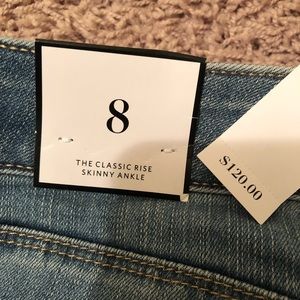 8
THE CLASSIC RISE
SKINNY ANKLE
$120.00